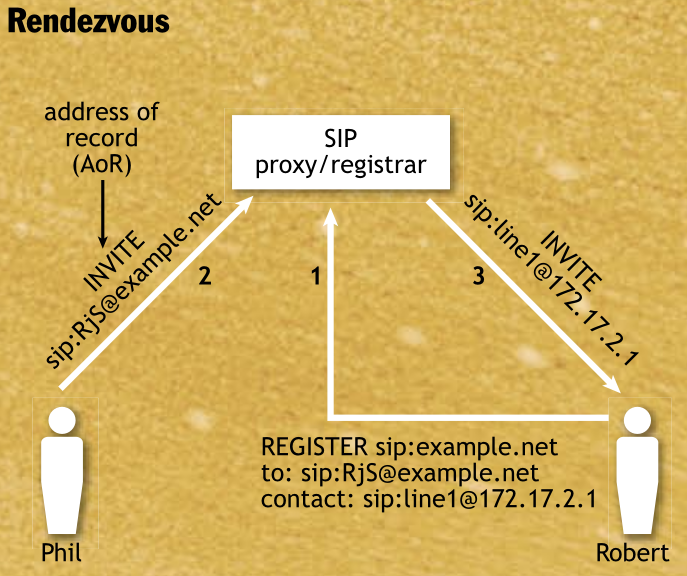 Rendezvous
address of
record
(AoR)
SIP
proxy/registrar
INVITE
sip:RjS@example.net
2
1
3
INVITE
sip:line1@172.17.2.1
REGISTER sip:example.net
to: sip:RjS@example.net
contact: sip:line1@172.17.2.1
Phil
Robert